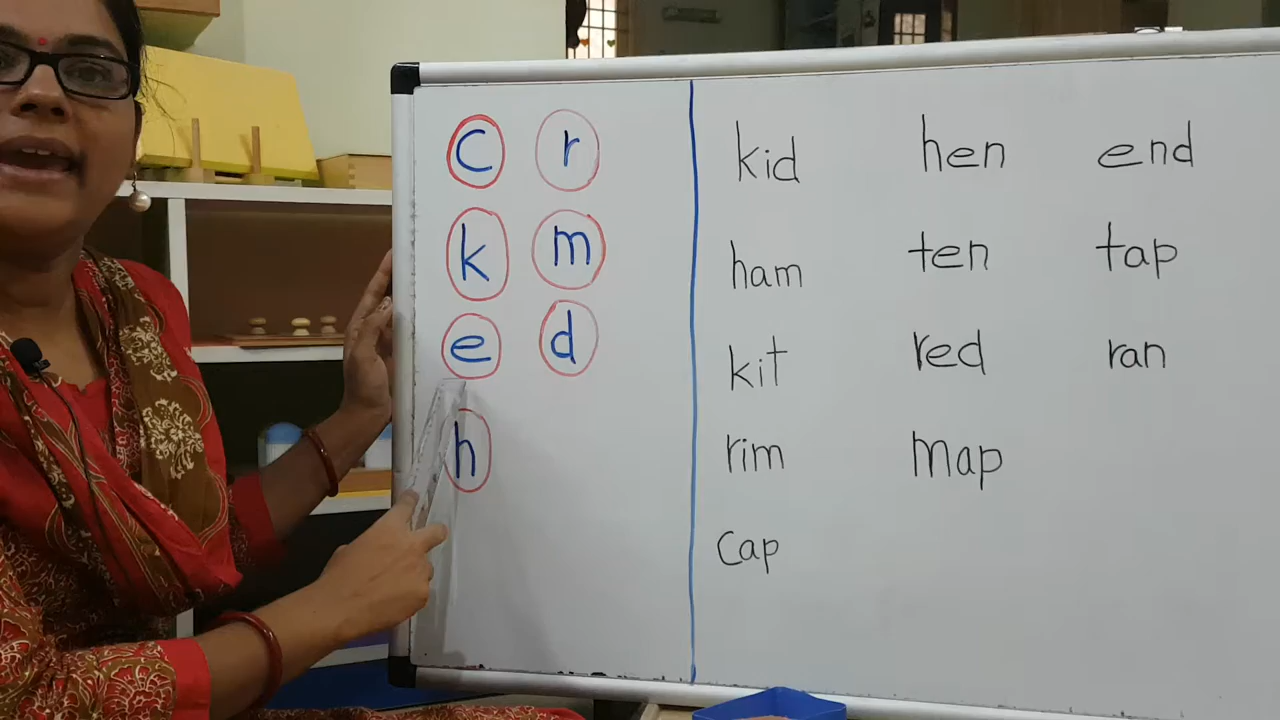 c r
k m
e d
h
kid hen end
ham ten tap
kit red ran
rim map
cap